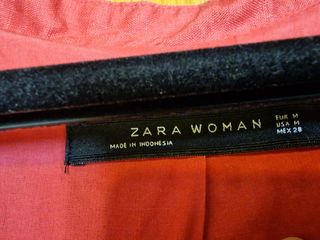 ZARA WOMAN
MADE IN INDONESIA
EUR M
USA M
MEX 28